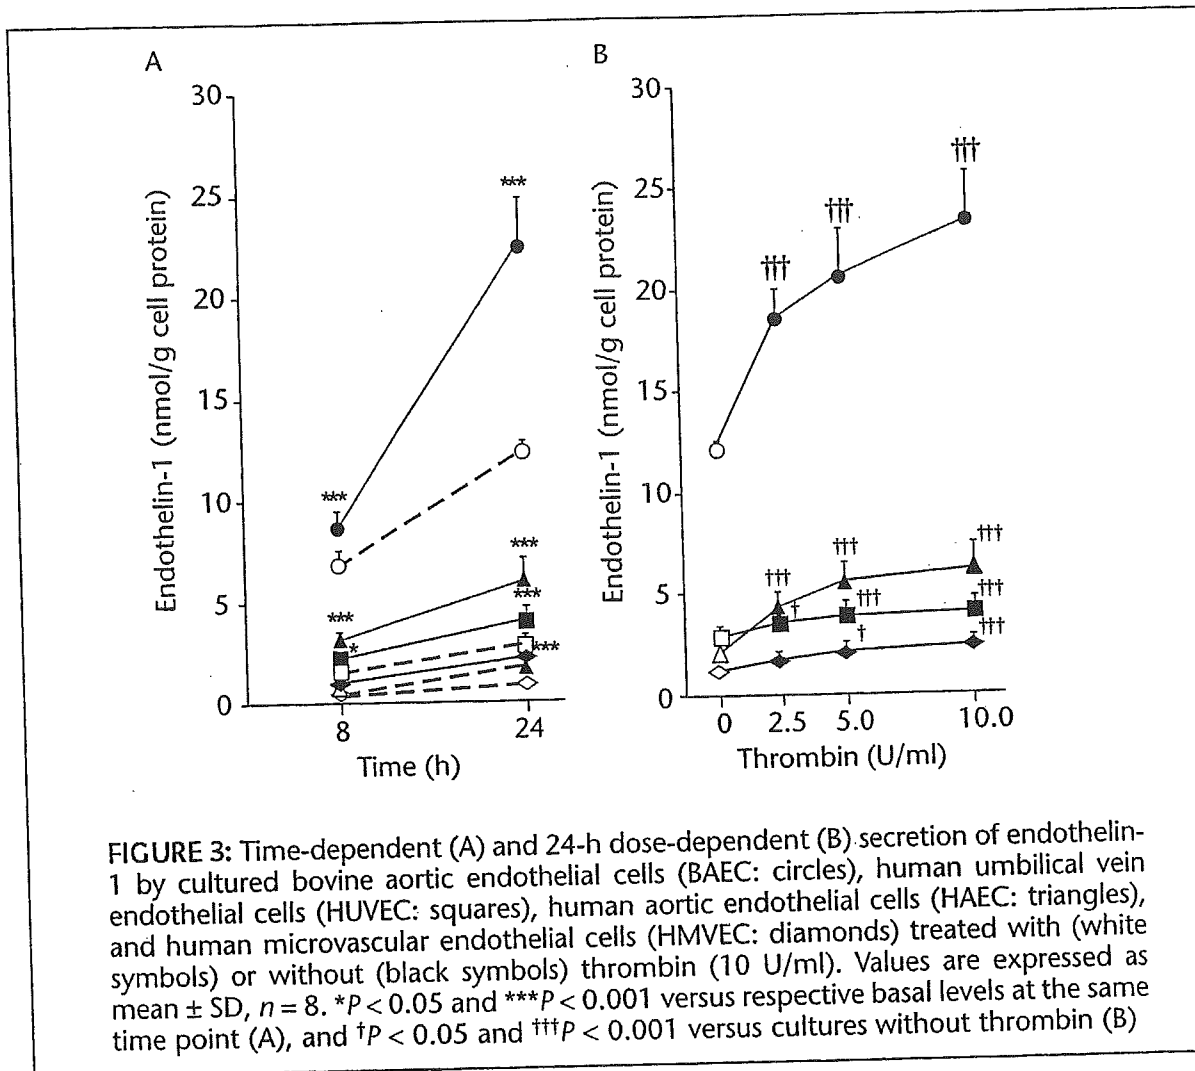 A
B
30
25
20
15
10
5
0
Endothelin-1 (nmol/g cell protein)
***
***
***
***
***
*
***
8
24
Time (h)
30
25
20
15
10
5
0
Endothelin-1 (nmol/g cell protein)
†††
†††
†††
†††
†††
†††
†
†††
†††
†
†††
0
2.5
5.0
10.0
Thrombin (U/ml)
FIGURE 3: Time-dependent (A) and 24-h dose-dependent (B) secretion of endothelin-
1 by cultured bovine aortic endothelial cells (BAEC: circles), human umbilical vein
endothelial cells (HUVEC: squares), human aortic endothelial cells (HAEC: triangles),
and human microvascular endothelial cells (HMVEC: diamonds) treated with (white
symbols) or without (black symbols) thrombin (10 U/ml). Values are expressed as
mean ± SD, n = 8. *P < 0.05 and ***P < 0.001 versus respective basal levels at the same
time point (A), and †P < 0.05 and †††P < 0.001 versus cultures without thrombin (B)